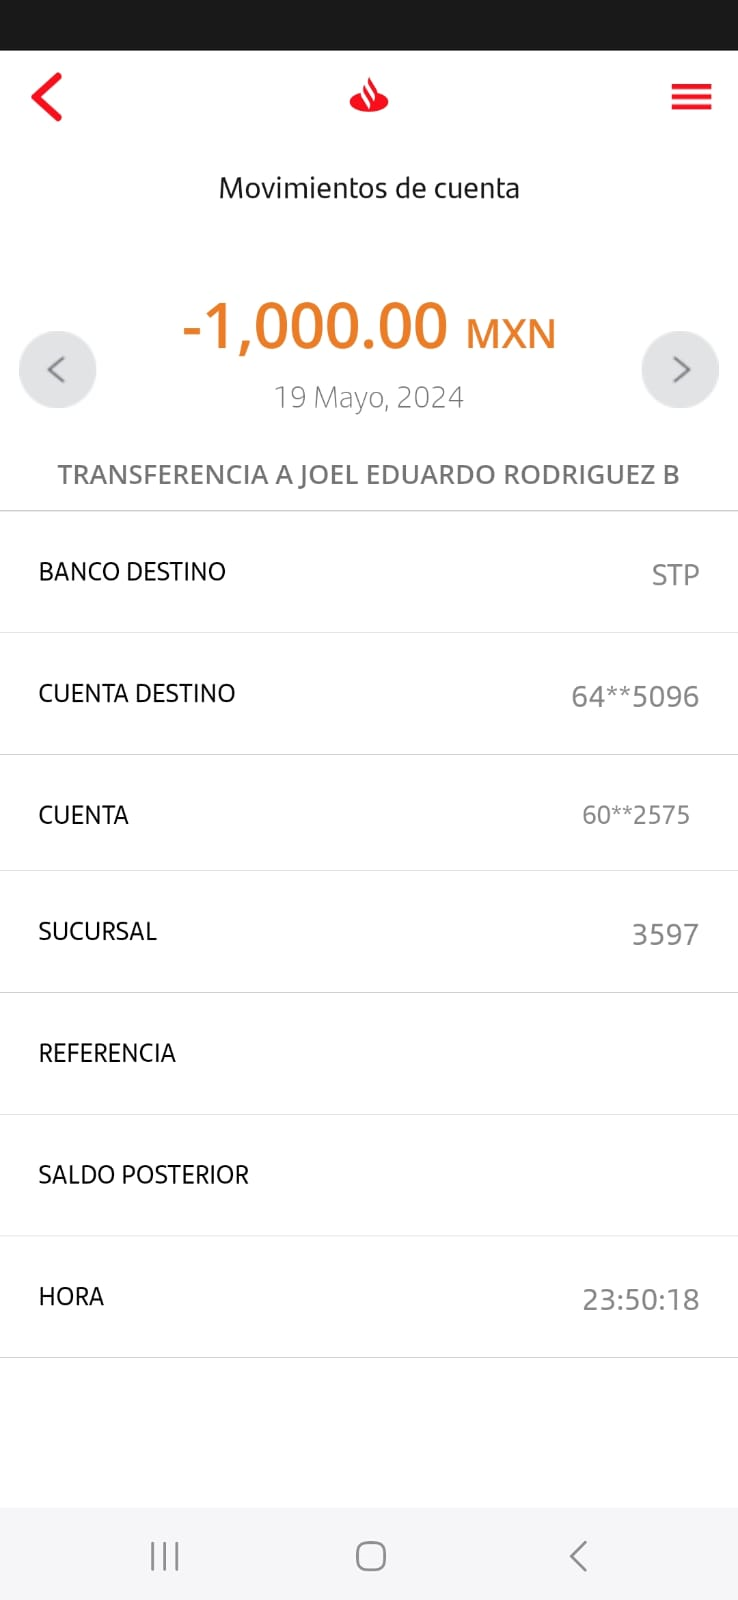 Movimientos de cuenta
-1,000.00 MXN
19 Mayo, 2024
TRANSFERENCIA A JOEL EDUARDO RODRIGUEZ B
BANCO DESTINO STP
CUENTA DESTINO 64**5096
CUENTA 60**2575
SUCURSAL 3597
REFERENCIA
SALDO POSTERIOR
HORA 23:50:18